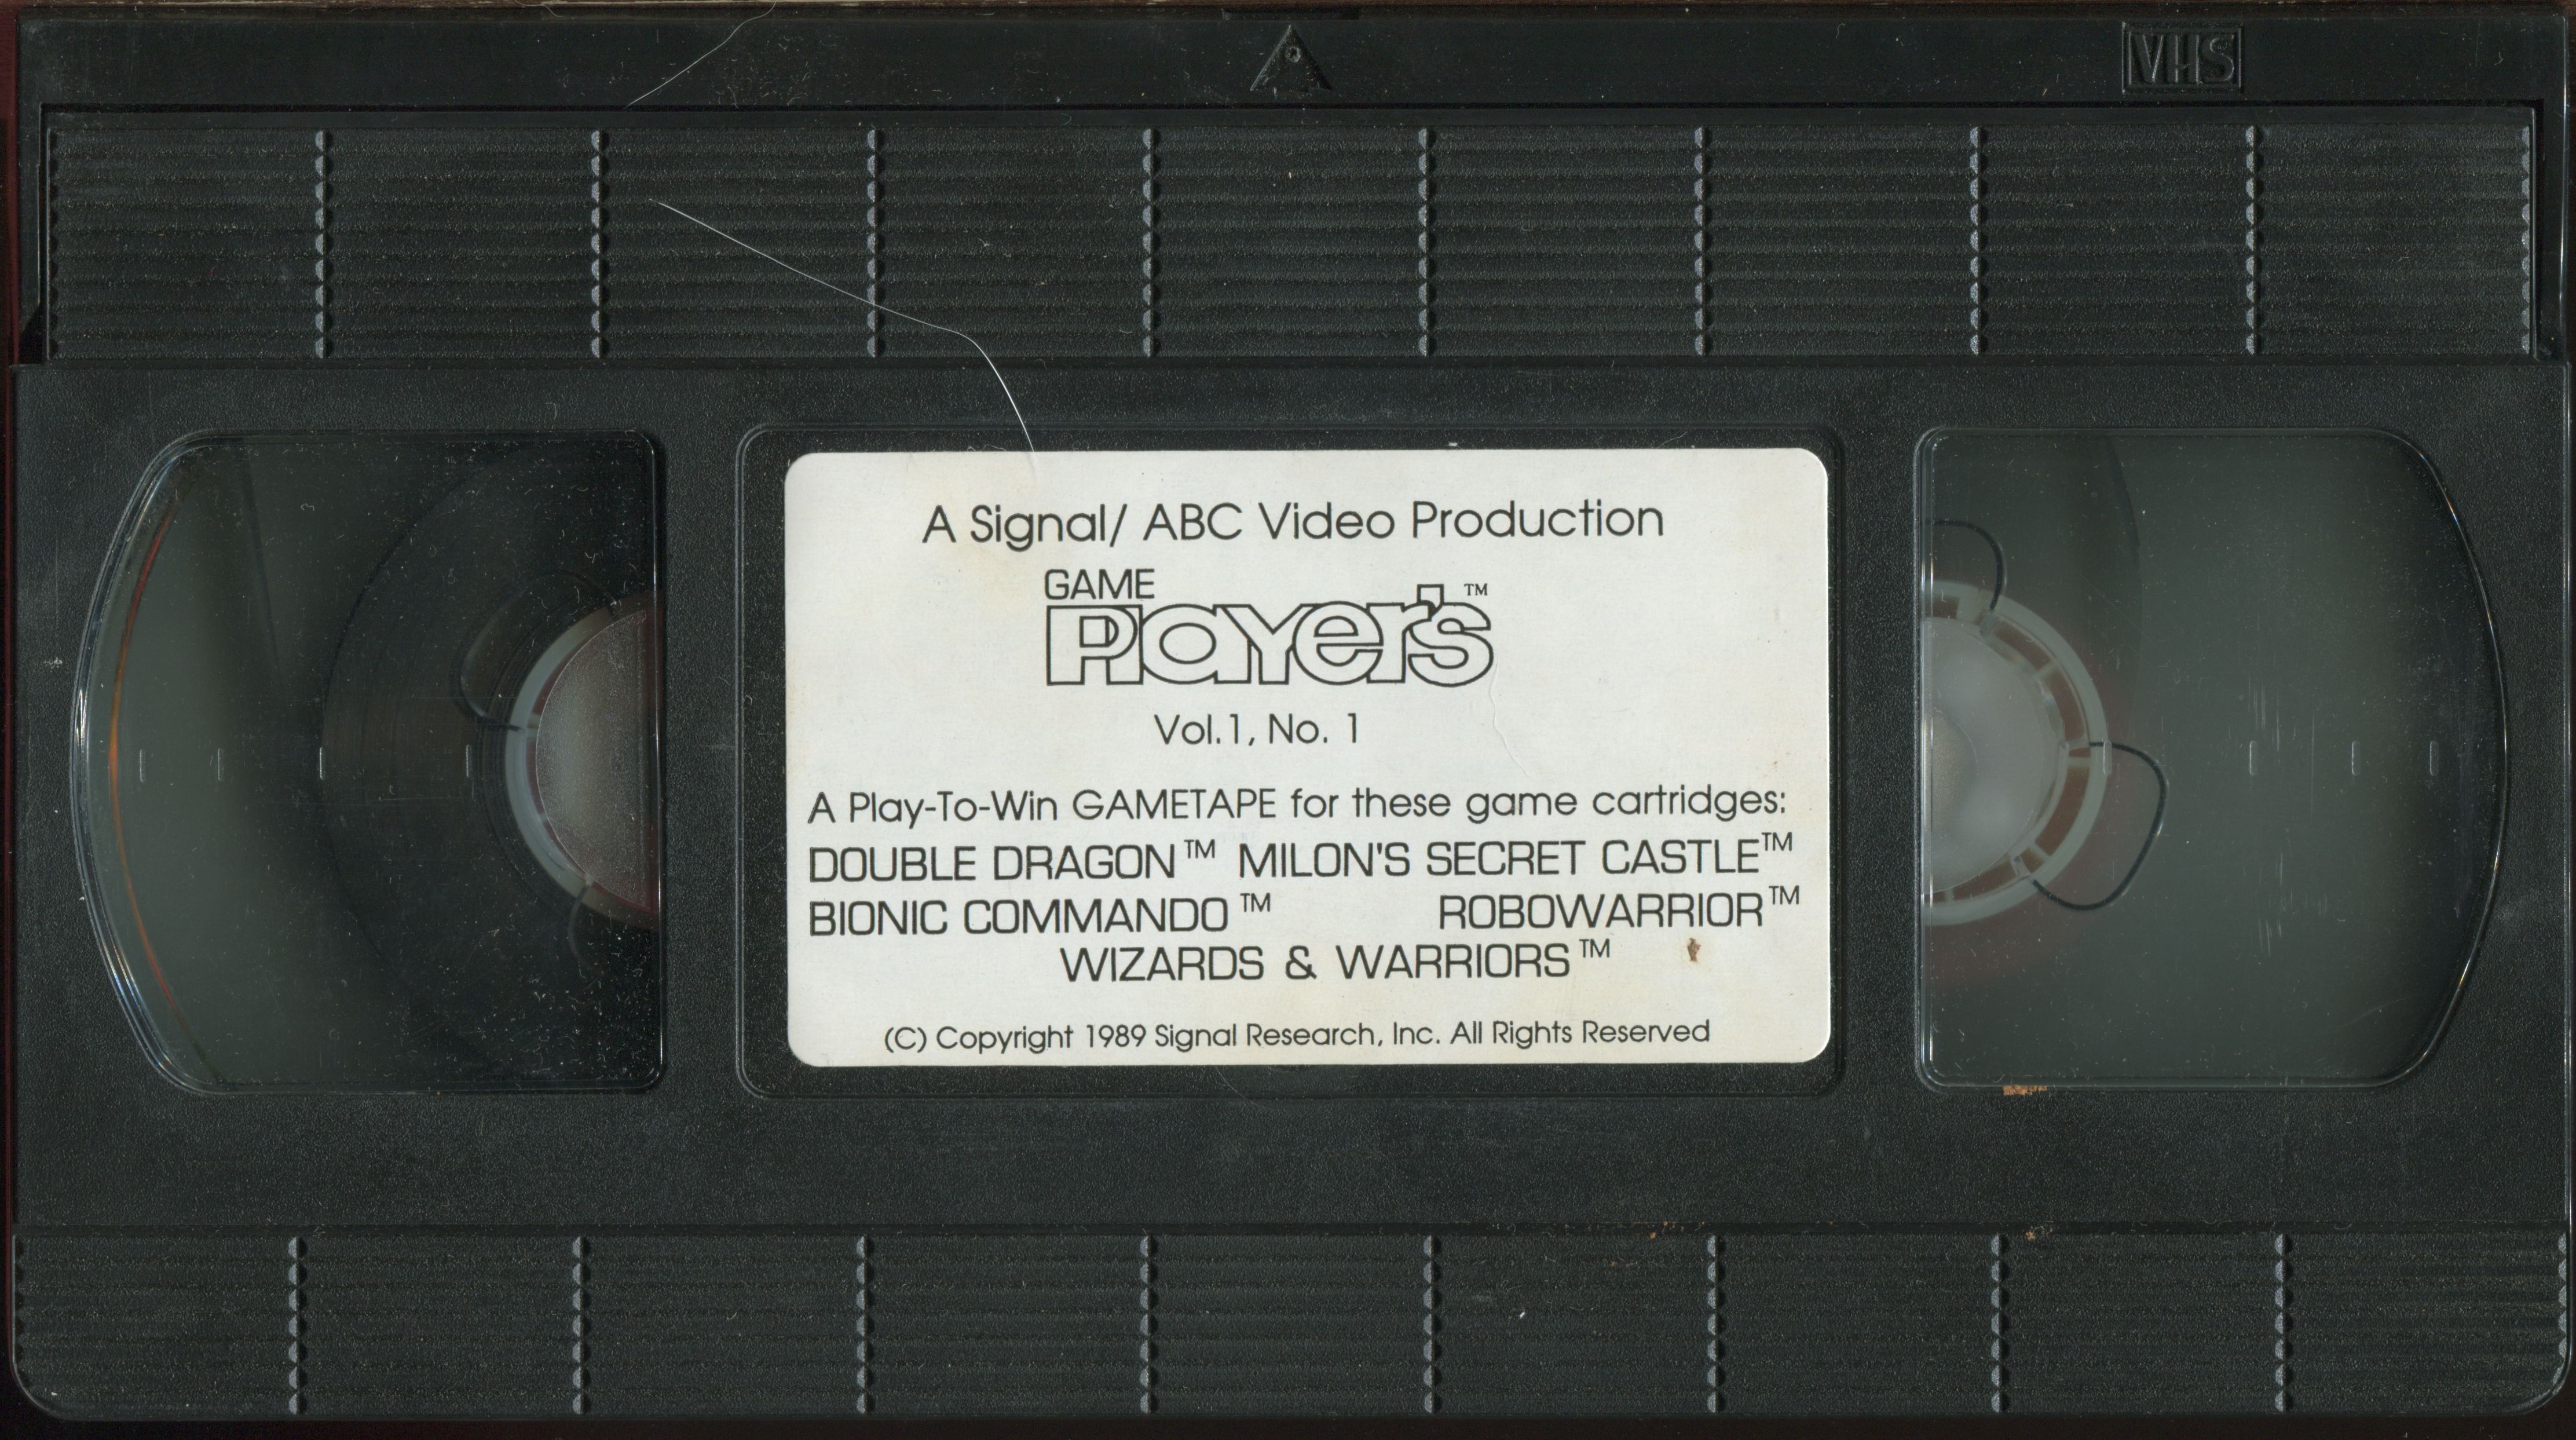 VHS
A Signal/ ABC Video Production
GAME
Player's™
Vol.1, No. 1
A Play-To-Win GAMETAPE for these game cartridges:
DOUBLE DRAGON™ MILON'S SECRET CASTLE™
BIONIC COMMANDO™ ROBOWARRIOR™
WIZARDS & WARRIORS™
(C) Copyright 1989 Signal Research, Inc. All Rights Reserved